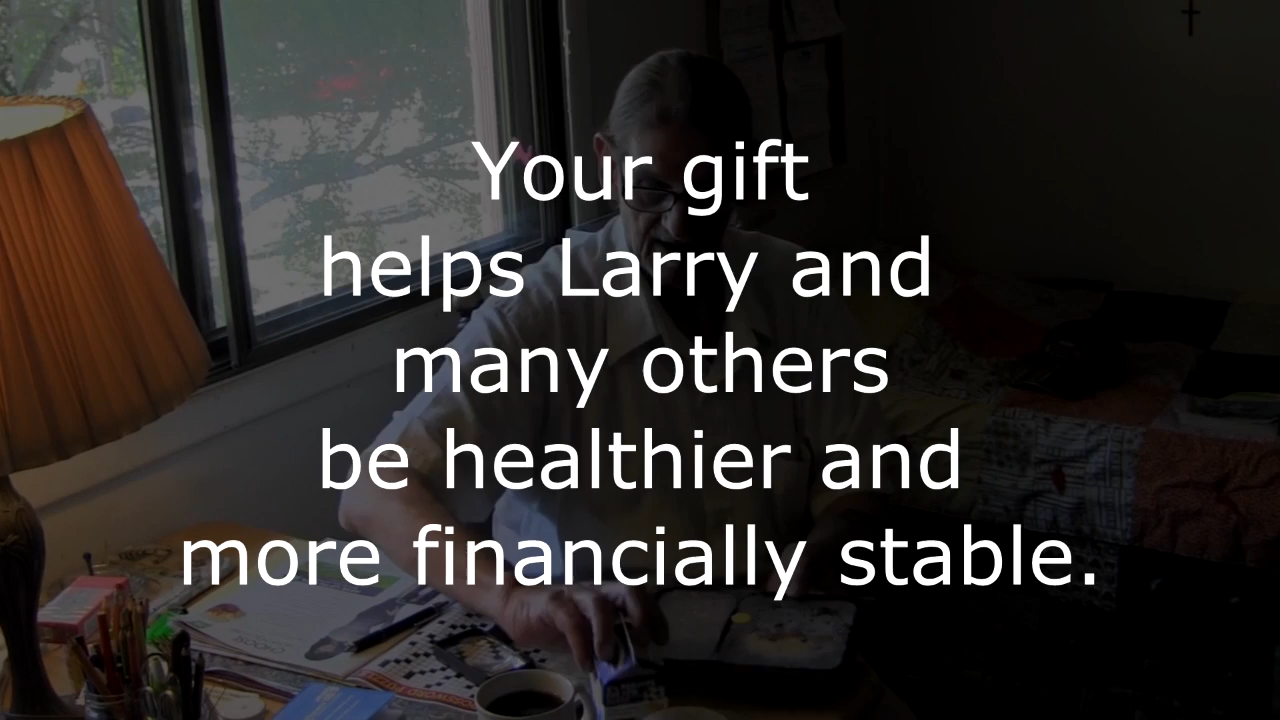 Your gift
helps Larry and
many others
be healthier and
more financially stable.